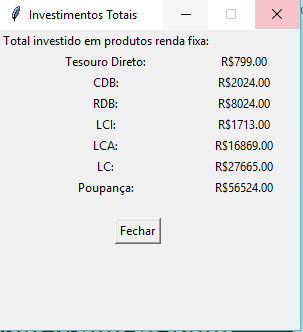 Investimentos Totais
Total investido em produtos renda fixa:
Tesouro Direto: R$799.00
CDB: R$2024.00
RDB: R$8024.00
LCI: R$1713.00
LCA: R$16869.00
LC: R$27665.00
Poupança: R$56524.00
Fechar